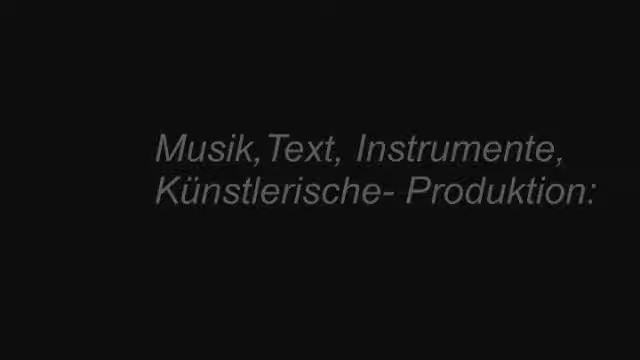 Musik,Text, Instrumente,
Künstlerische- Produktion: